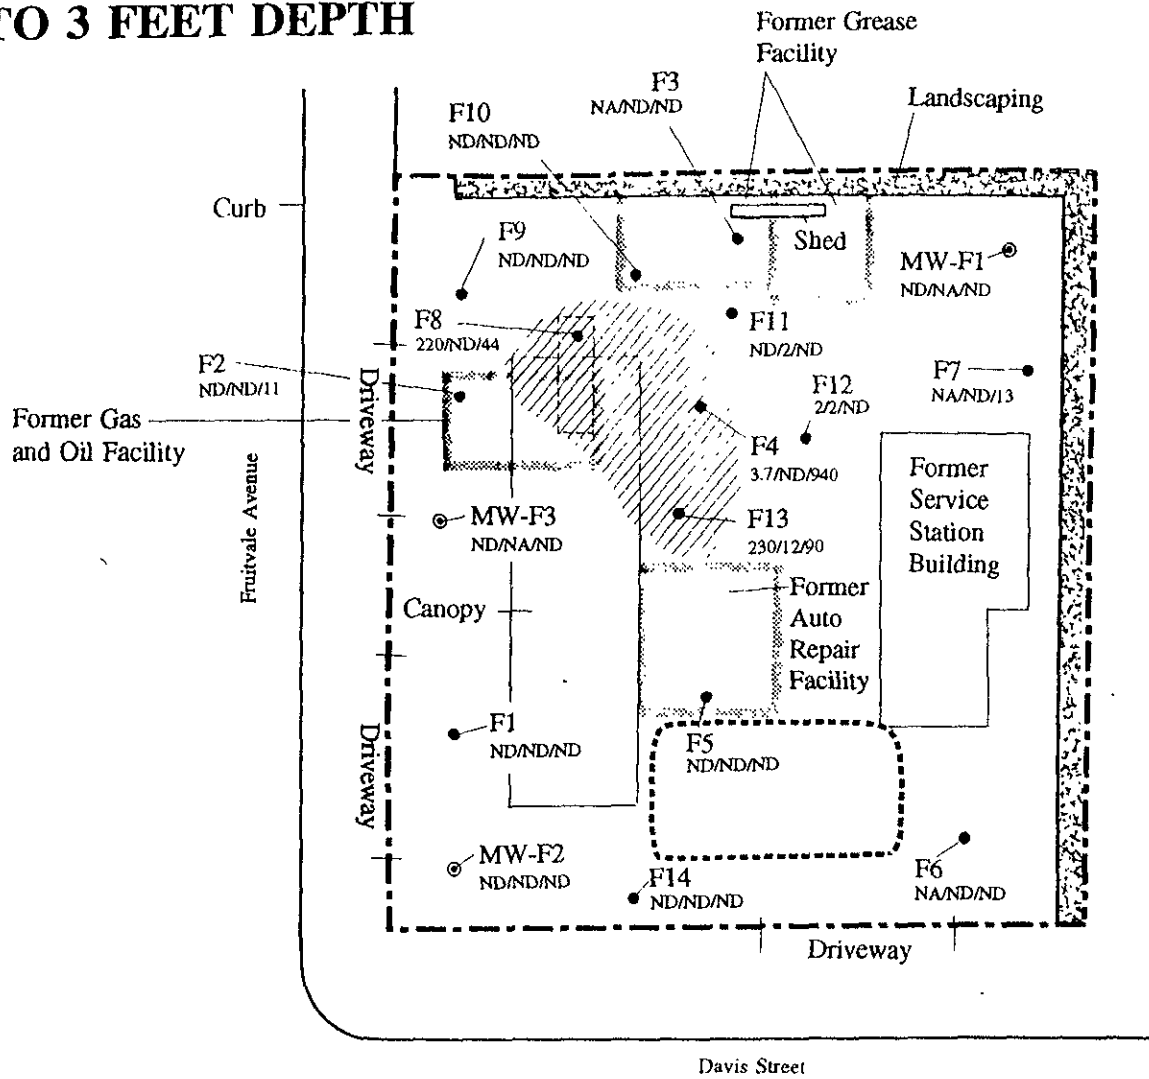 TO 3 FEET DEPTH
Former Grease
Facility
F3
NA/ND/ND
Landscaping
F10
ND/ND/ND
Curb
F9
ND/ND/ND
Shed
MW-F1
ND/NA/ND
F8
220/ND/44
F11
ND/2/ND
F2
ND/ND/11
Driveway
F12
2/2/ND
F7
NA/ND/13
Former Gas
and Oil Facility
F4
3.7/ND/940
Former
Service
Station
Building
Fruitvale Avenue
MW-F3
ND/NA/ND
F13
230/12/90
Canopy
Former
Auto
Repair
Facility
F1
ND/ND/ND
Driveway
F5
ND/ND/ND
MW-F2
ND/ND/ND
F14
ND/ND/ND
F6
NA/ND/ND
Driveway
Davis Street